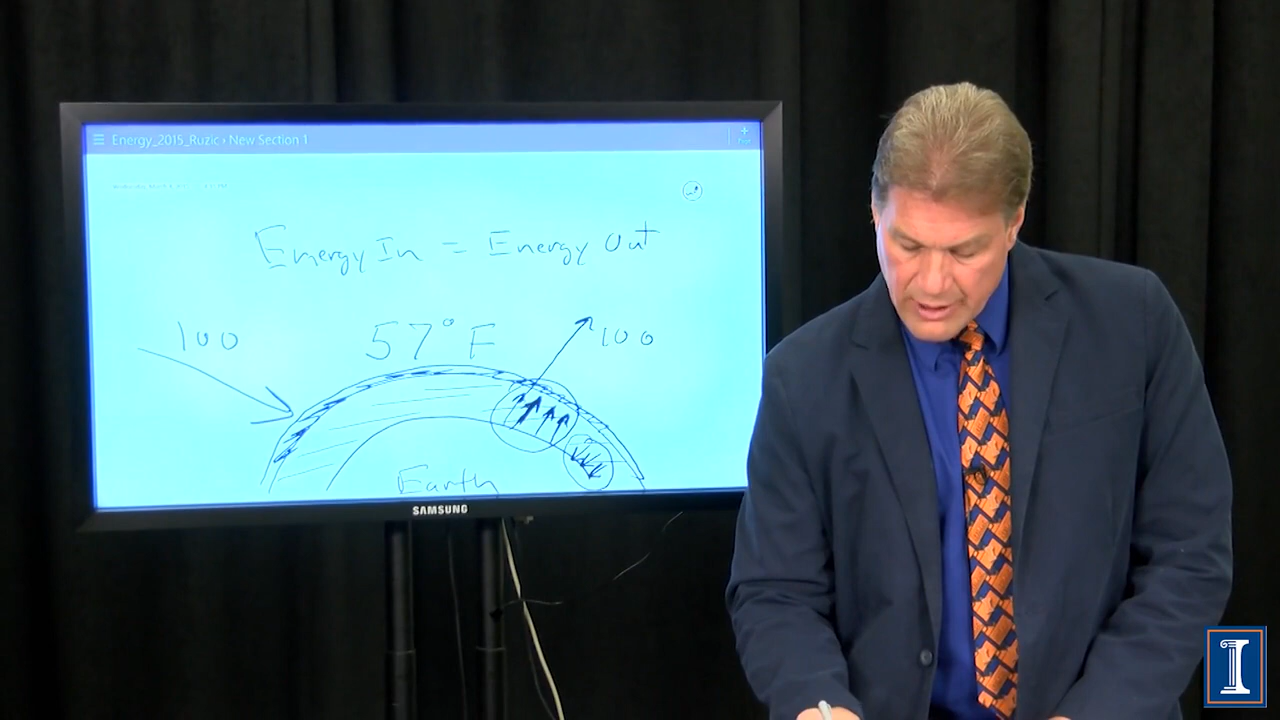 Energy_2015_Ruzic › New Section 1
Energy In = Energy Out
100
57° F
100
Earth
SAMSUNG
I